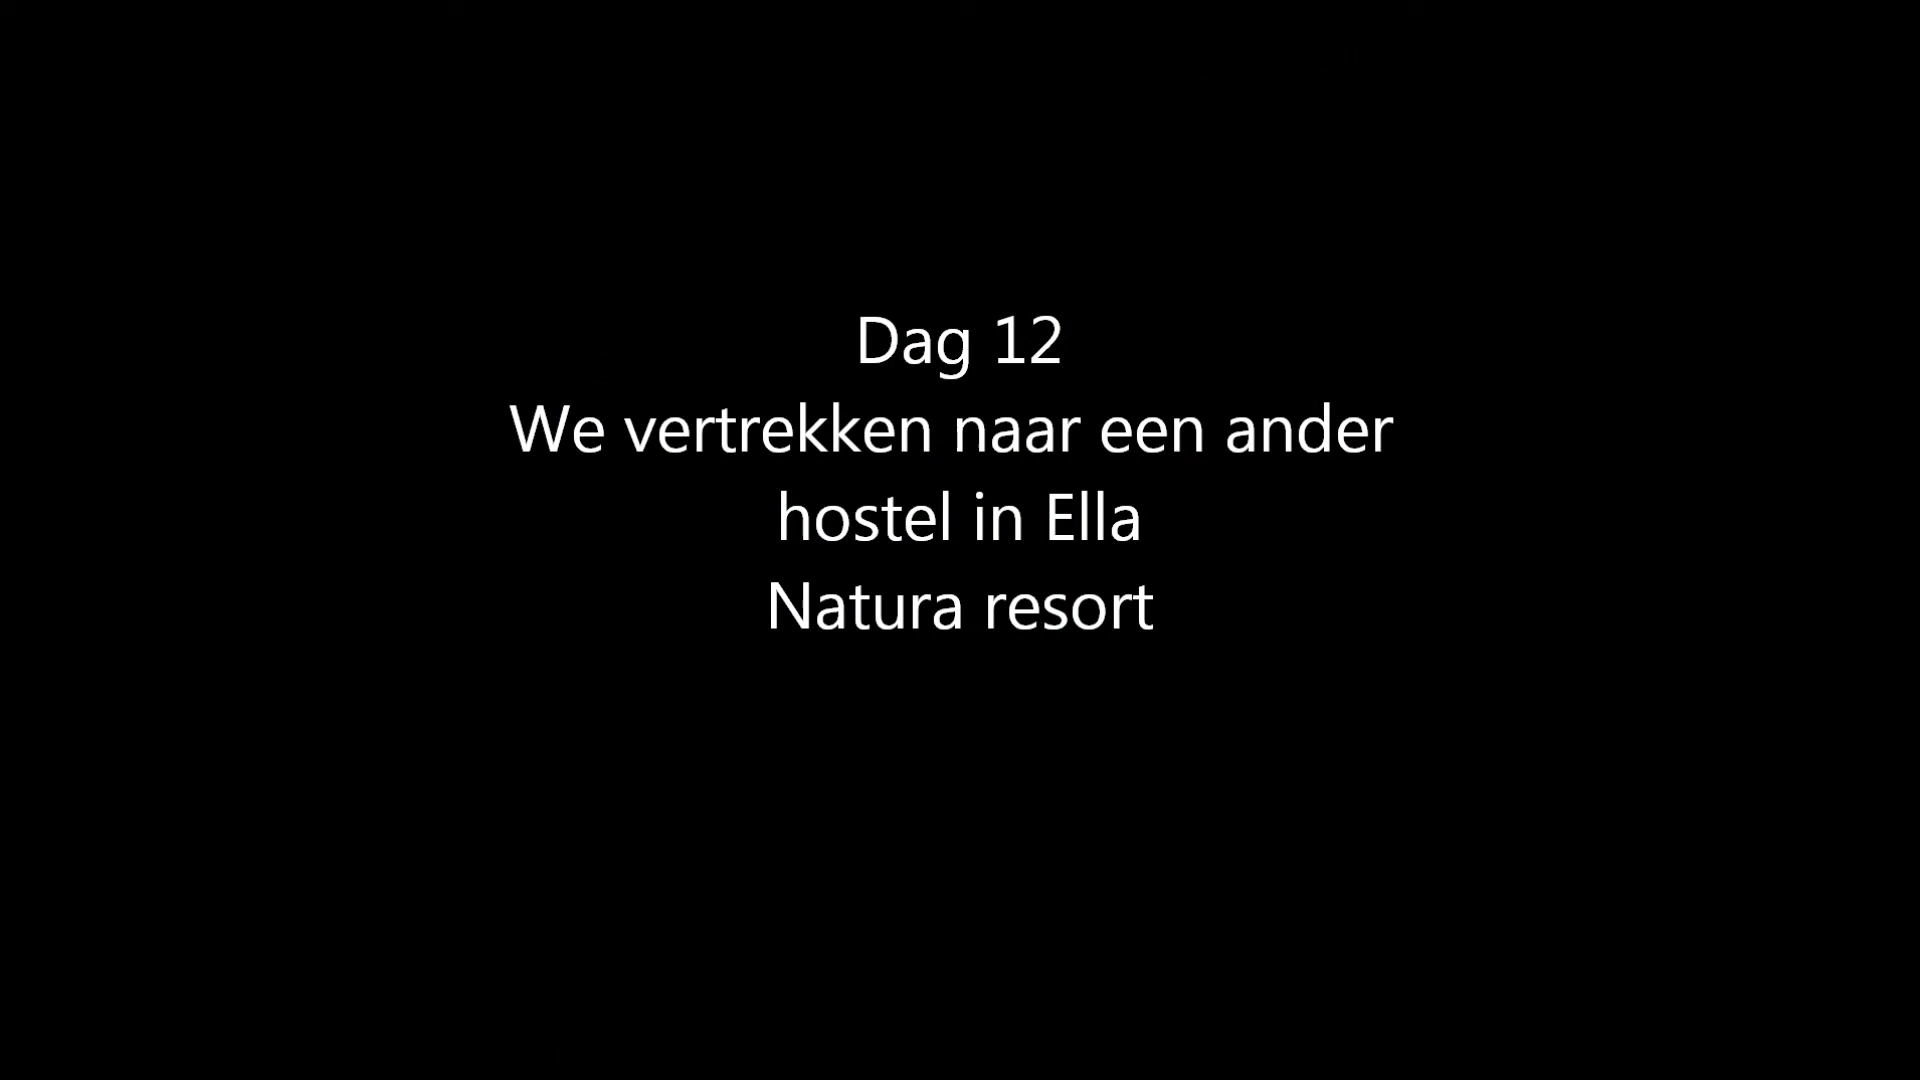 Dag 12
We vertrekken naar een ander
hostel in Ella
Natura resort